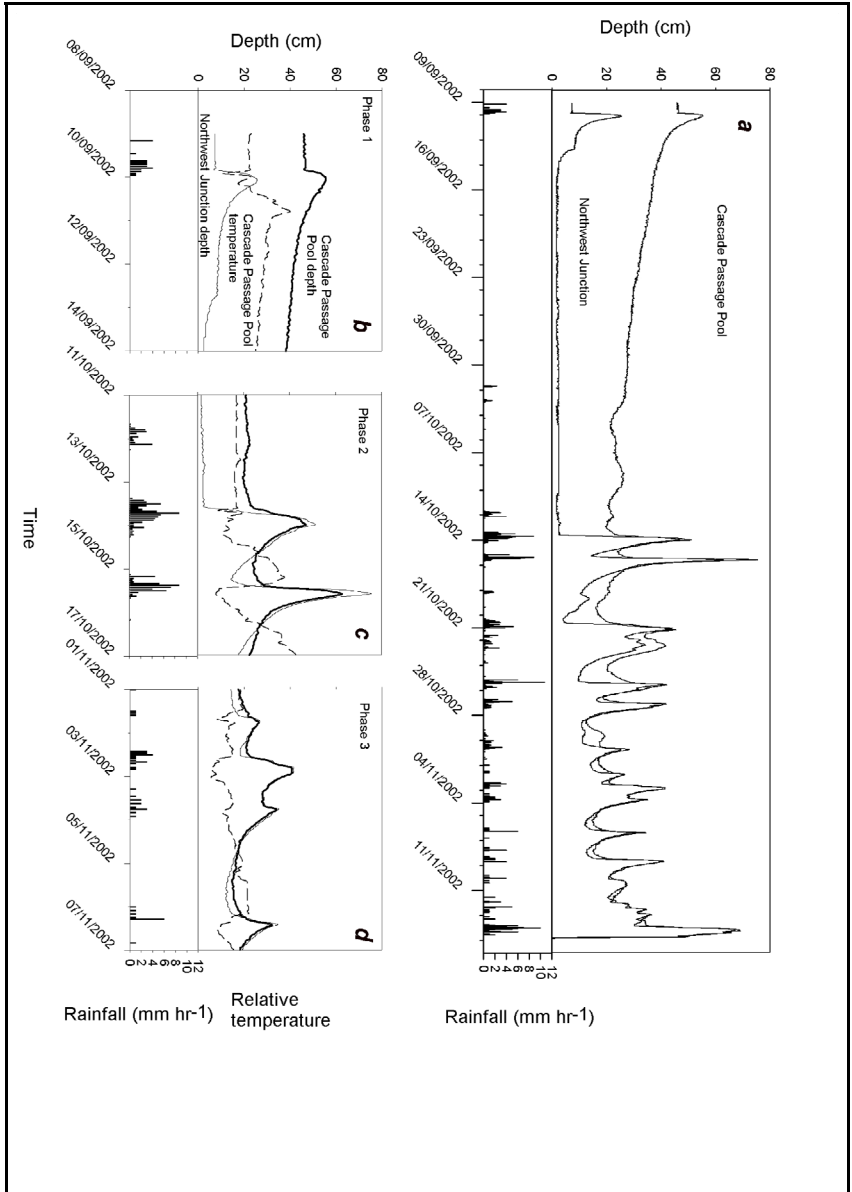 Depth (cm)
80
60
40
20
0
a
Cascade Passage Pool
Northwest Junction
12
10
8
6
4
2
0
Rainfall (mm hr-1)
09/09/2002
16/09/2002
23/09/2002
30/09/2002
07/10/2002
14/10/2002
21/10/2002
28/10/2002
04/11/2002
11/11/2002
Depth (cm)
80
60
40
20
0
Phase 1
b
Cascade Passage
Pool depth
Cascade Passage Pool
temperature
Northwest Junction depth
Phase 2
c
Phase 3
d
Relative
temperature
12
10
8
6
4
2
0
Rainfall (mm hr-1)
08/09/2002
10/09/2002
12/09/2002
14/09/2002
11/10/2002
13/10/2002
15/10/2002
17/10/2002
01/11/2002
03/11/2002
05/11/2002
07/11/2002
Time